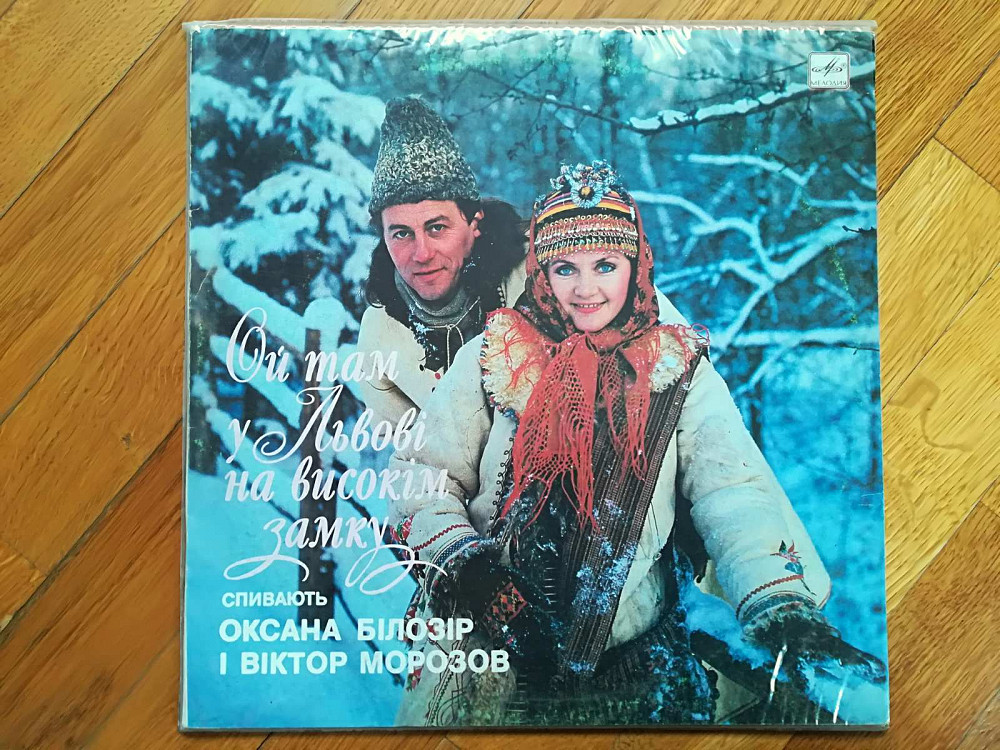 МЕЛОДИЯ
Ой там
у Львові
на високім
замку
СПИВАЮТЬ
ОКСАНА БІЛОЗІР
І ВІКТОР МОРОЗОВ